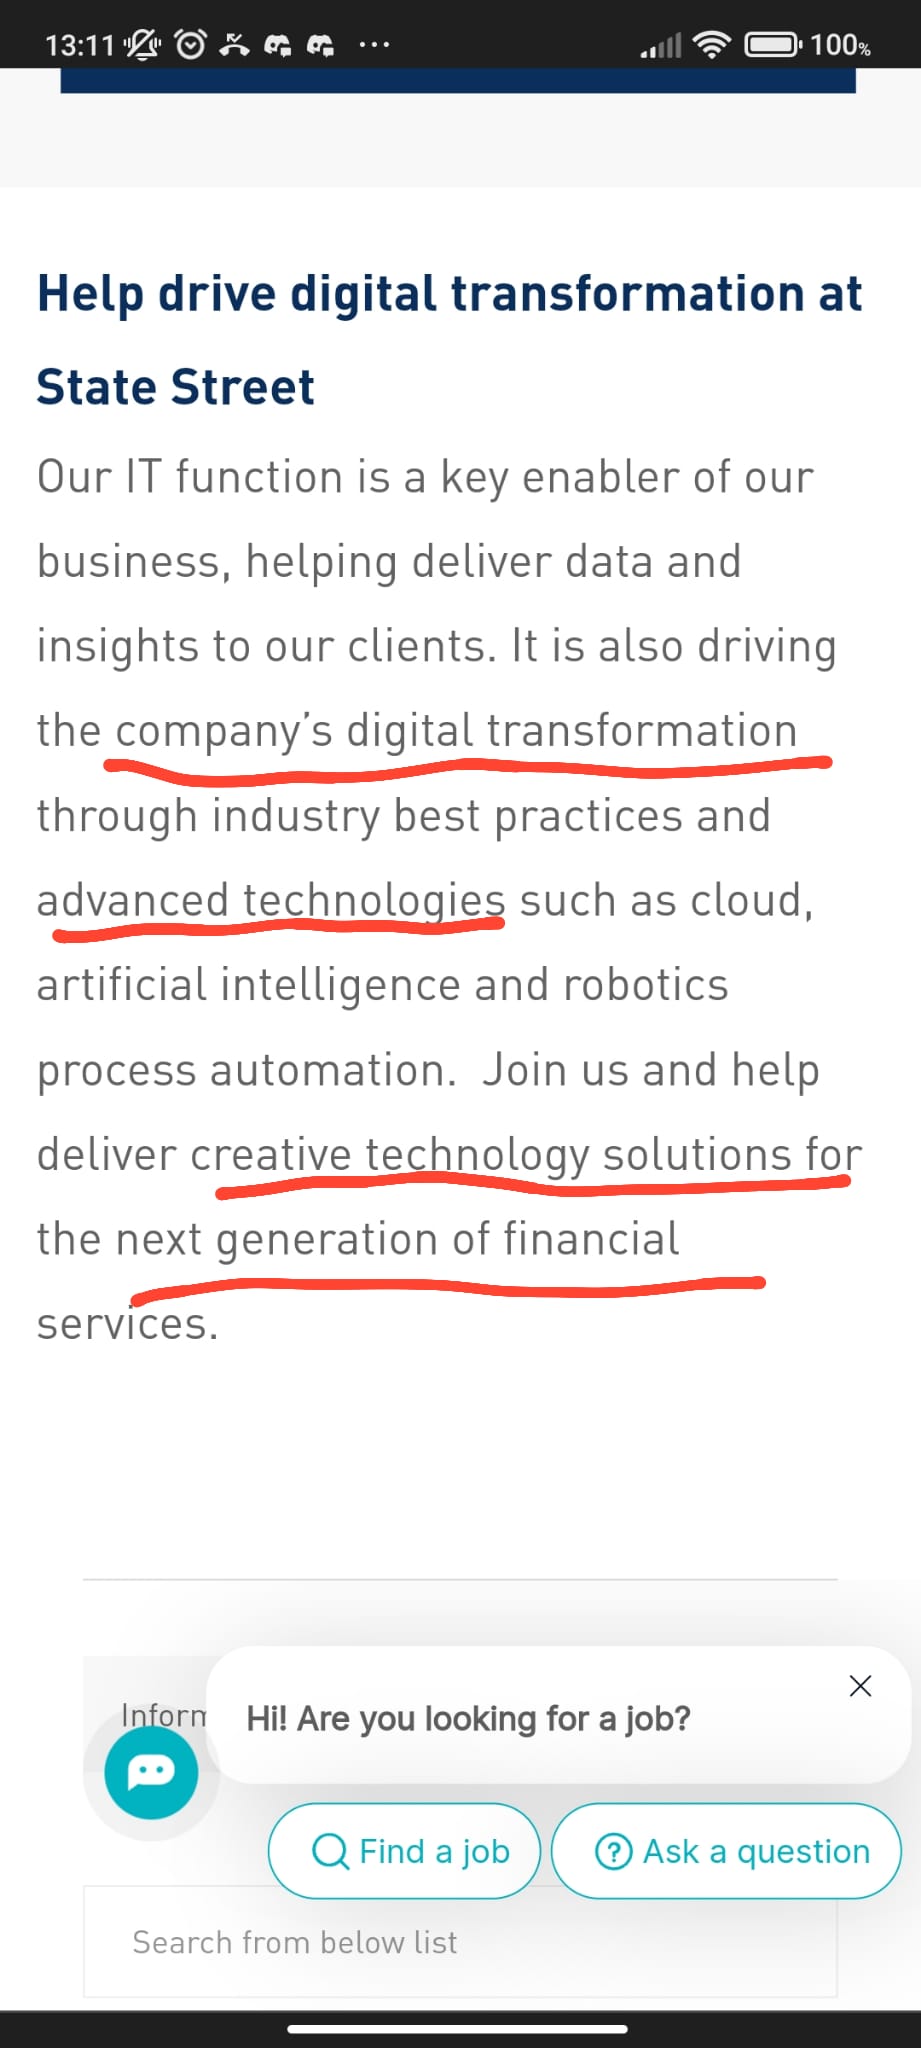 13:11 ... 100%
Help drive digital transformation at
State Street
Our IT function is a key enabler of our
business, helping deliver data and
insights to our clients. It is also driving
the company’s digital transformation
through industry best practices and
advanced technologies such as cloud,
artificial intelligence and robotics
process automation.  Join us and help
deliver creative technology solutions for
the next generation of financial
services.
Hi! Are you looking for a job?
Find a job
Ask a question
Search from below list